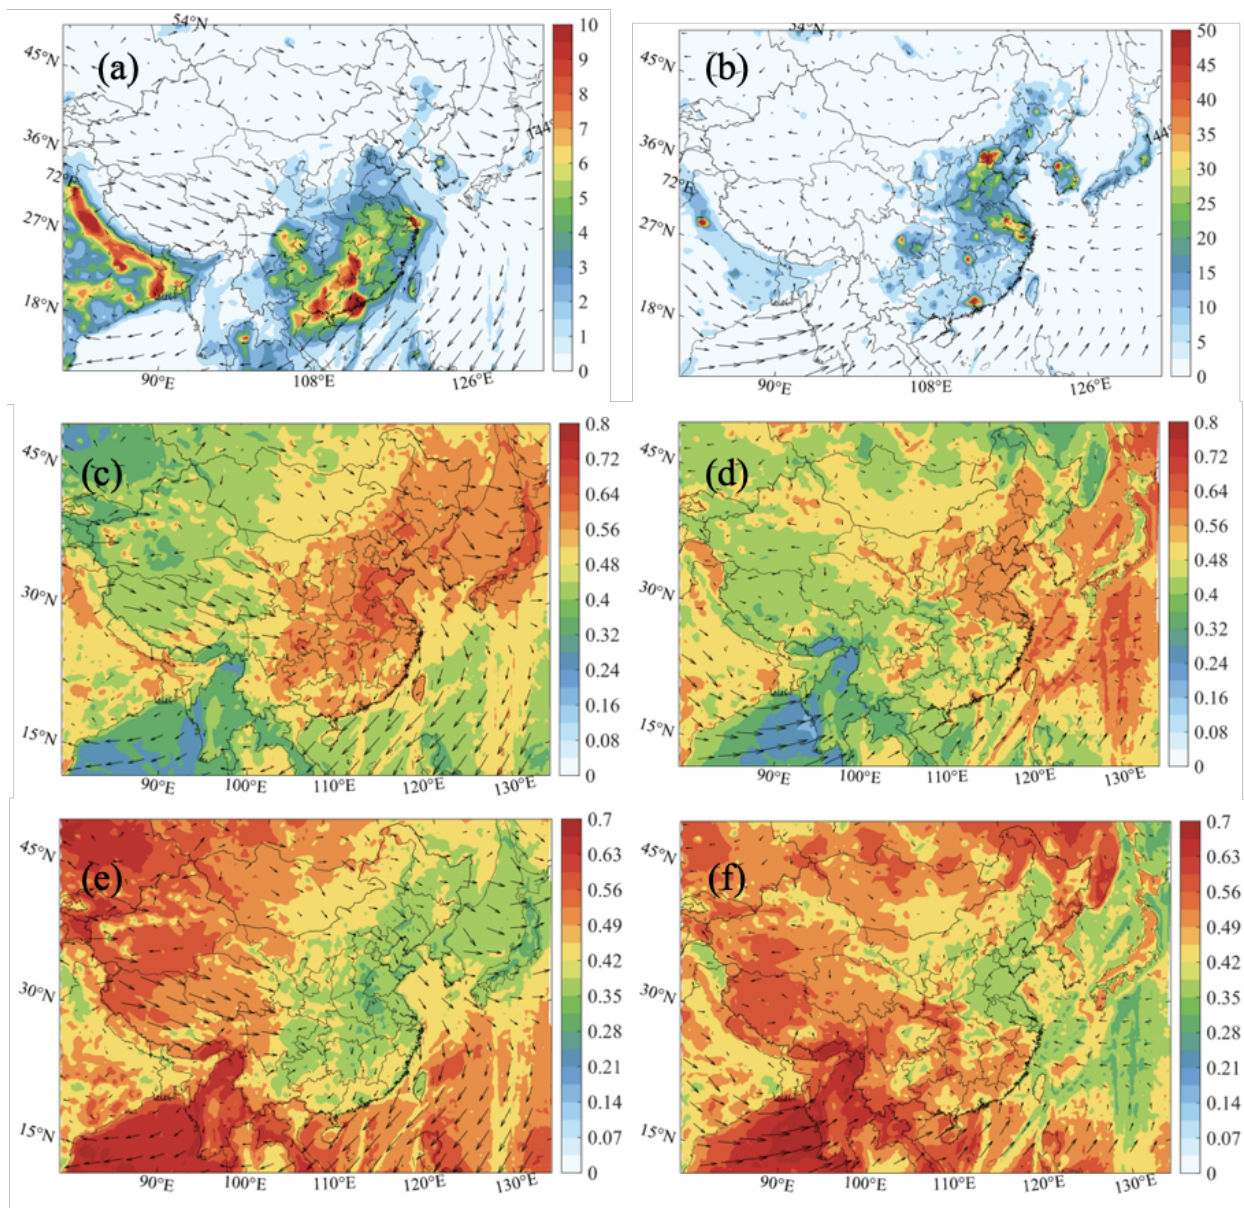 54°N 54°N
(a) (b)
45°N 45°N
36°N 36°N
72°E 72°E
27°N 27°N
18°N 18°N
144° 144°
90°E 108°E 126°E 90°E 108°E 126°E
10 9 8 7 6 5 4 3 2 1 0
50 45 40 35 30 25 20 15 10 5 0
(c) (d)
45°N 45°N
30°N 30°N
15°N 15°N
90°E 100°E 110°E 120°E 130°E 90°E 100°E 110°E 120°E 130°E
0.8 0.72 0.64 0.56 0.48 0.4 0.32 0.24 0.16 0.08 0
0.8 0.72 0.64 0.56 0.48 0.4 0.32 0.24 0.16 0.08 0
(e) (f)
45°N 45°N
30°N 30°N
15°N 15°N
90°E 100°E 110°E 120°E 130°E 90°E 100°E 110°E 120°E 130°E
0.7 0.63 0.56 0.49 0.42 0.35 0.28 0.21 0.14 0.07 0
0.7 0.63 0.56 0.49 0.42 0.35 0.28 0.21 0.14 0.07 0